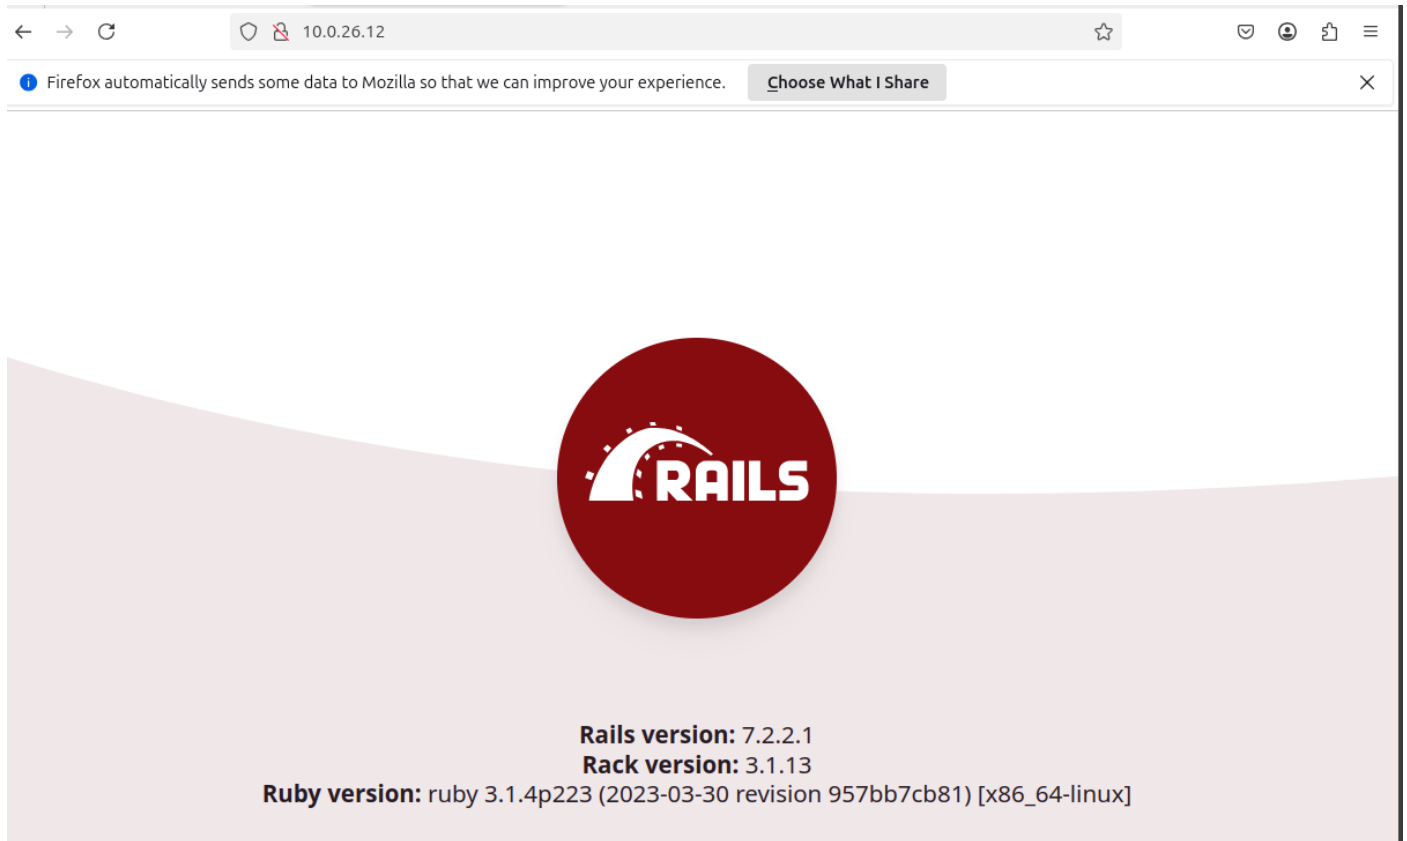 10.0.26.12
Firefox automatically sends some data to Mozilla so that we can improve your experience. Choose What I Share
RAILS
Rails version: 7.2.2.1
Rack version: 3.1.13
Ruby version: ruby 3.1.4p223 (2023-03-30 revision 957bb7cb81) [x86_64-linux]